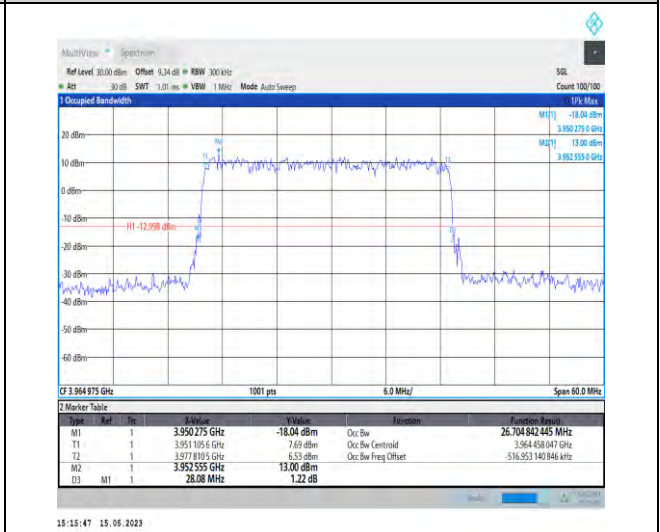 MultiView Spectrum
Ref Level 30.00 dBm Offset 9.34 dB RBW 300 kHz SGL
Att 30 dB SWT 1.01 ms VBW 1 MHz Mode Auto Sweep Count 100/100
1 Occupied Bandwidth 1Pk Max
M1[1] -18.04 dBm
3.950 275 0 GHz
M2[1] 13.00 dBm
3.952 555 0 GHz
20 dBm
M2
T1
T2
10 dBm
0 dBm
-10 dBm
H1 -12.998 dBm
M1
D3
-20 dBm
-30 dBm
-40 dBm
-50 dBm
-60 dBm
CF 3.964 975 GHz 1001 pts 6.0 MHz/ Span 60.0 MHz
2 Marker Table
Type Ref Trc X-Value Y-Value Function Function Result
M1 1 3.950 275 GHz -18.04 dBm Occ Bw 26.704 842 445 MHz
T1 1 3.951 105 6 GHz 7.69 dBm Occ Bw Centroid 3.964 458 047 GHz
T2 1 3.977 810 5 GHz 6.53 dBm Occ Bw Freq Offset -516.953 140 846 kHz
M2 1 3.952 555 GHz 13.00 dBm
D3 M1 1 28.08 MHz 1.22 dB
15:15:47 15.05.2023